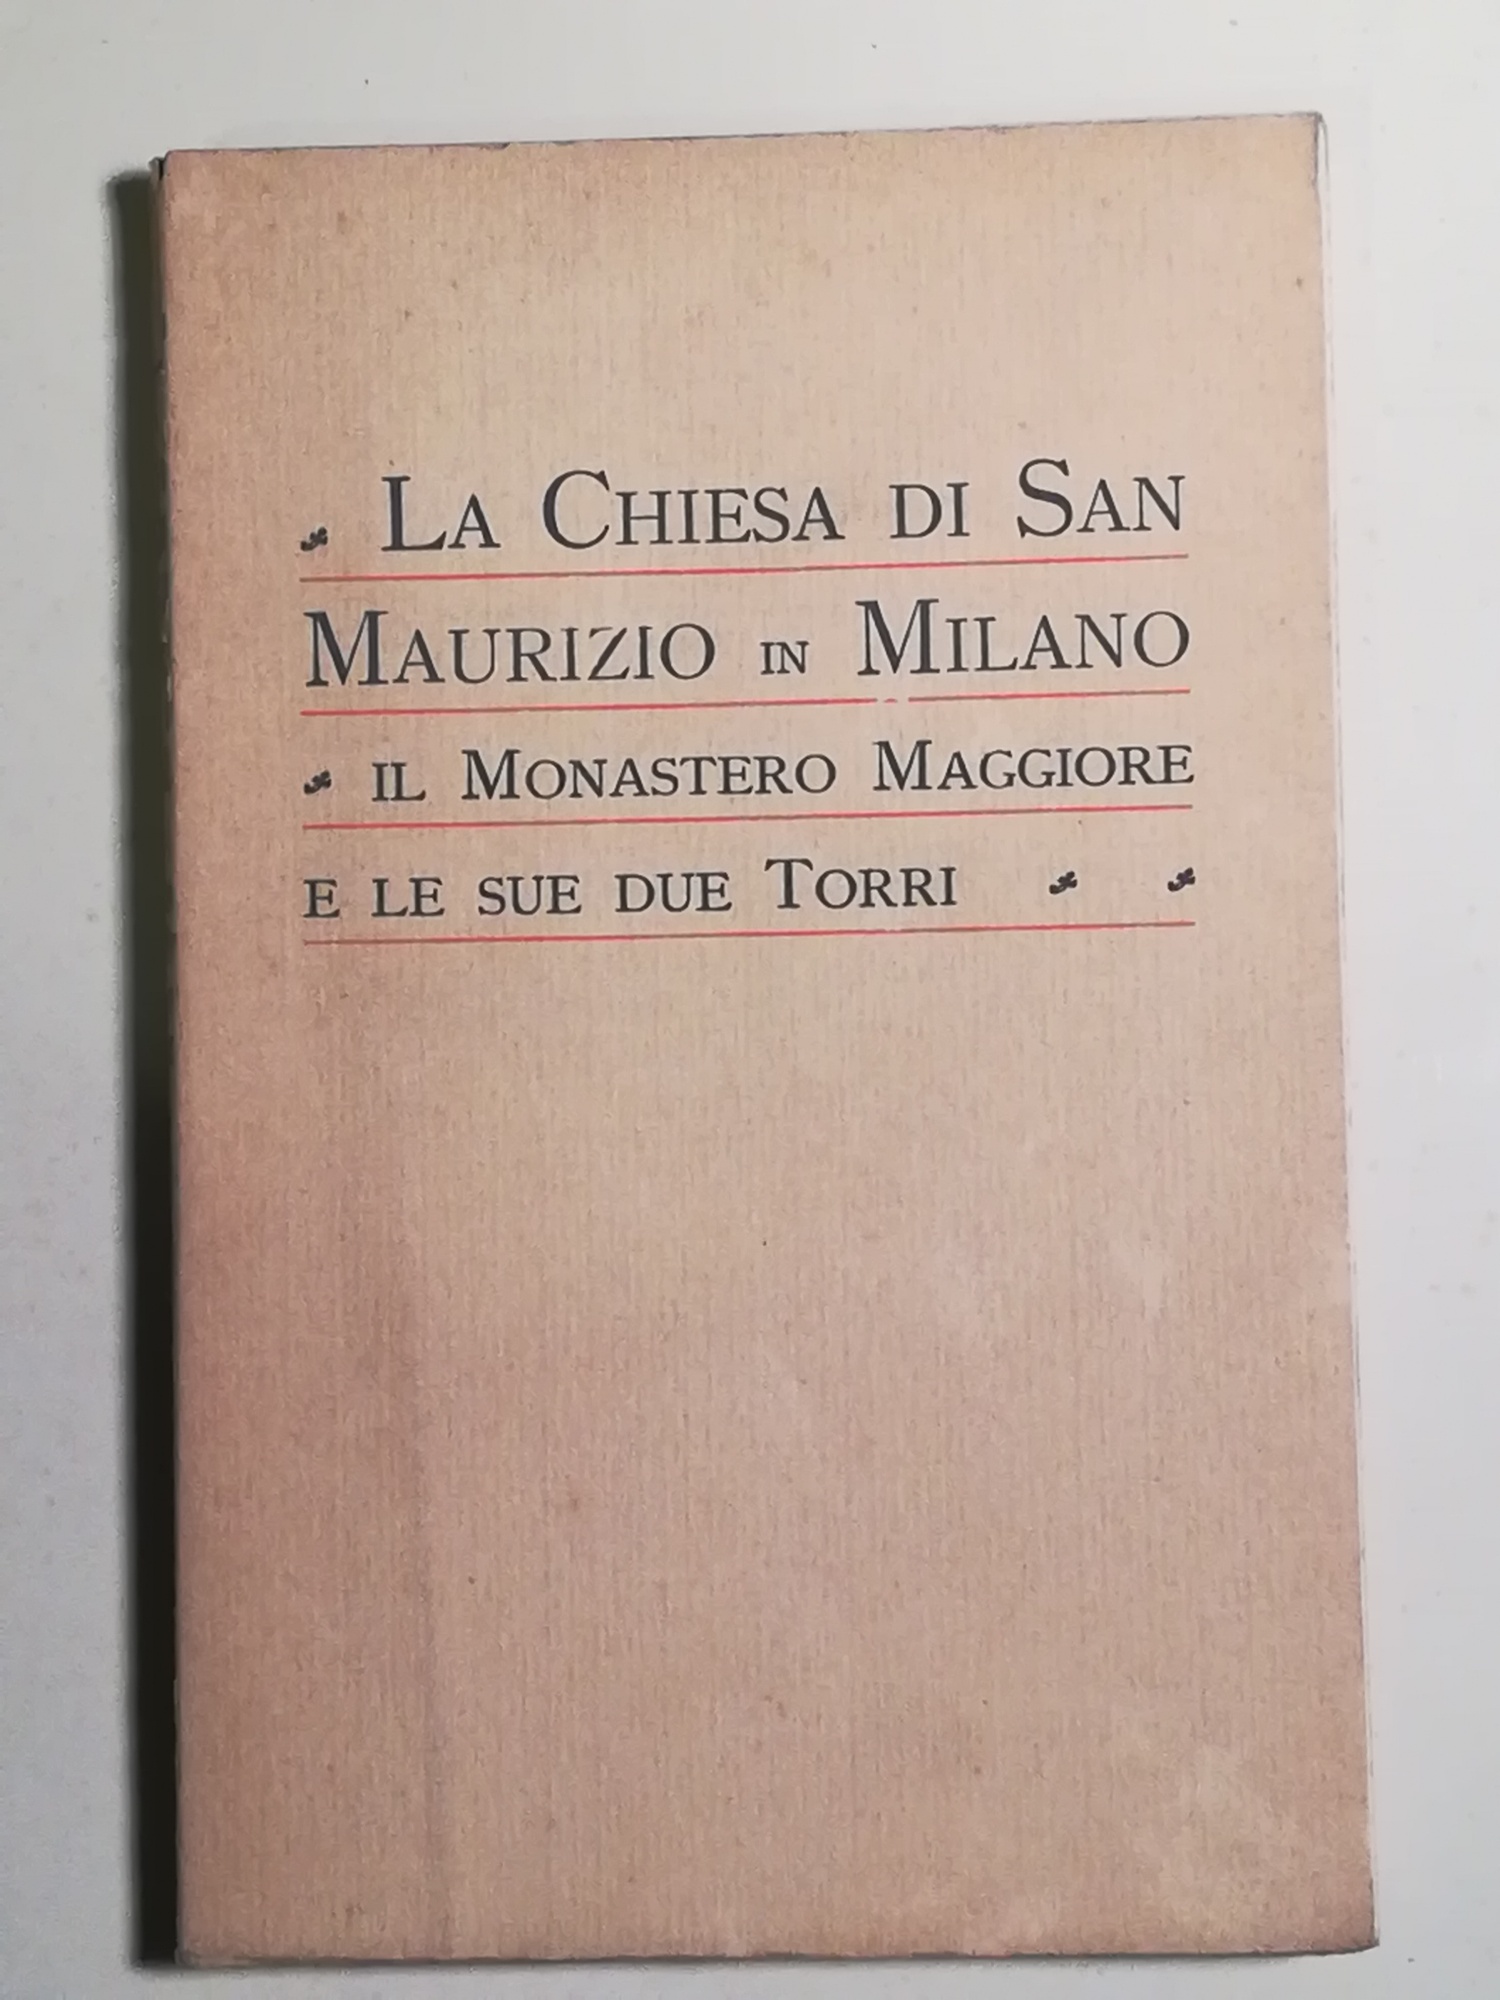 La Chiesa di San
Maurizio in Milano
il Monastero Maggiore
e le sue due Torri